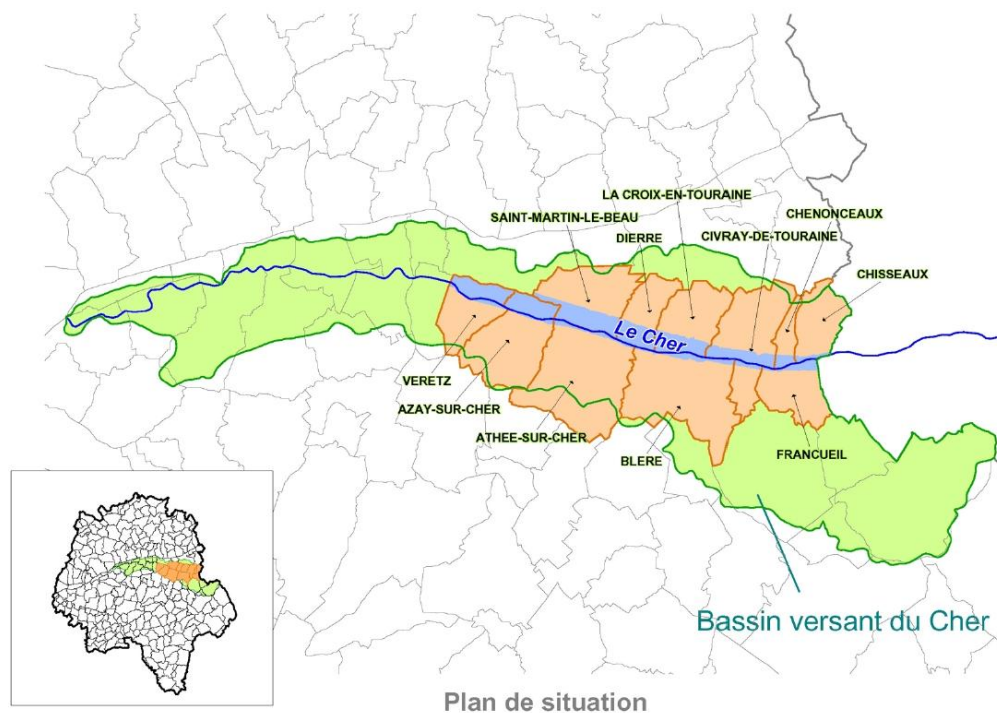 LA CROIX-EN-TOURAINE
SAINT-MARTIN-LE-BEAU
CHENONCEAUX
DIERRE
CIVRAY-DE-TOURAINE
CHISSEAUX
Le Cher
VERETZ
AZAY-SUR-CHER
ATHEE-SUR-CHER
BLERE
FRANCUEIL
Bassin versant du Cher
Plan de situation